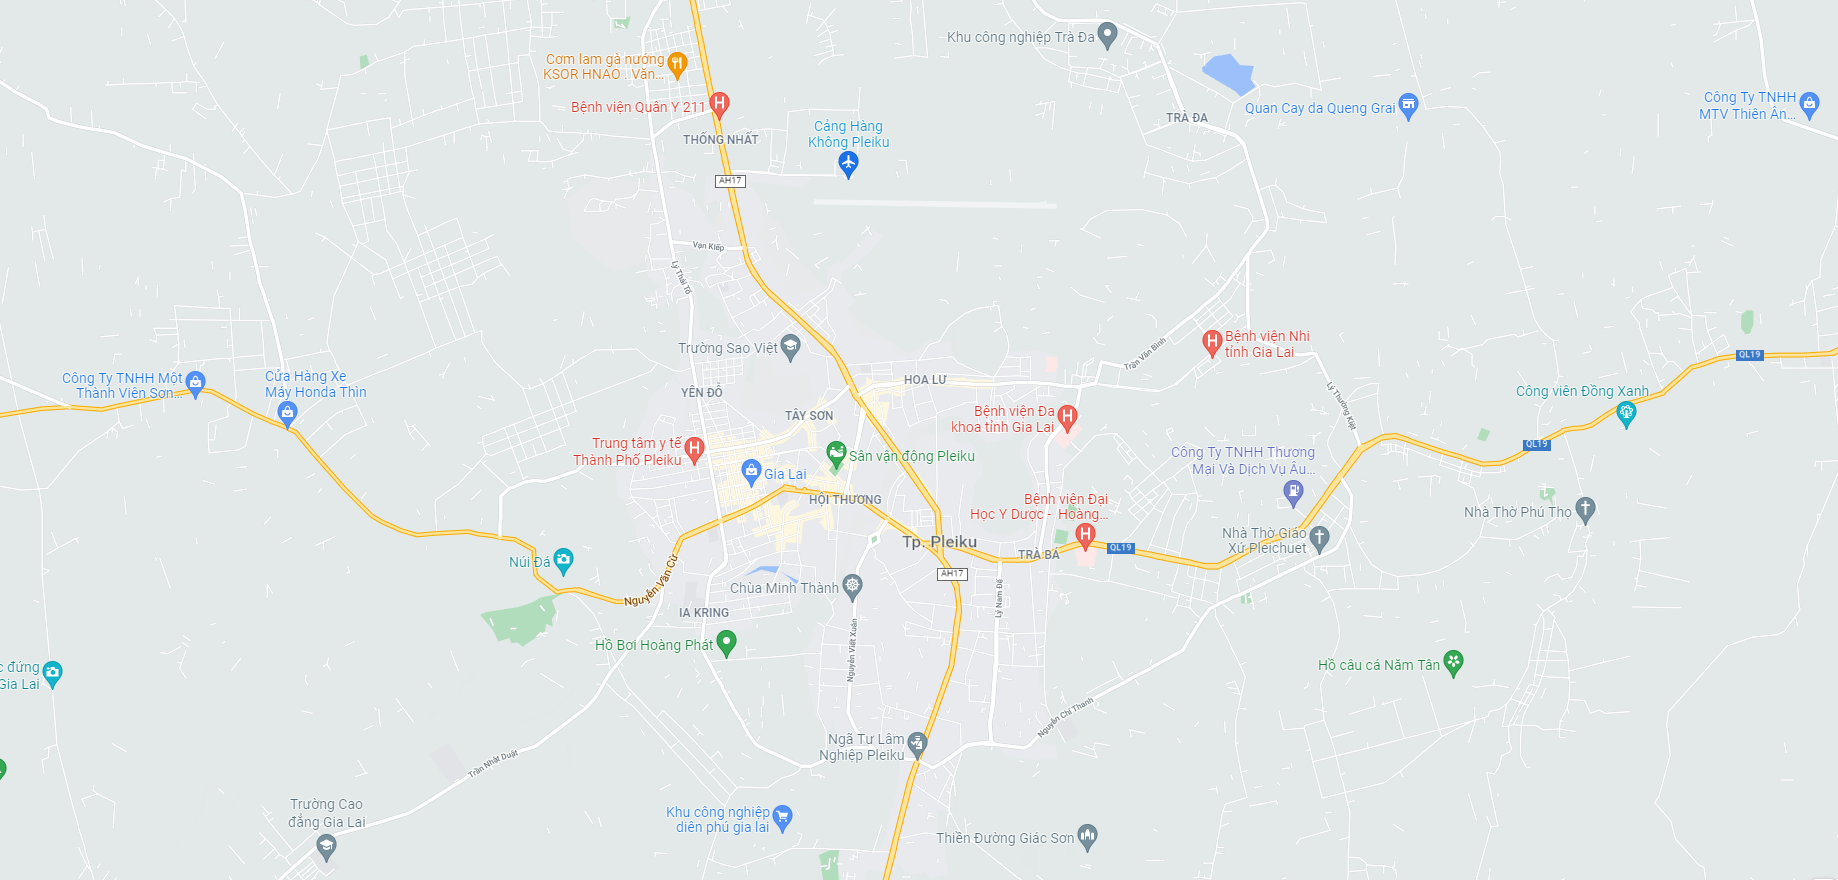 Khu công nghiệp Trà Đa
Cơm lam gà nướng
KSOR HNAO . Văn...
Bệnh viện Quân Y 211
THỐNG NHẤT
Cảng Hàng
Không Pleiku
TRÀ ĐA
Quan Cay da Queng Grai
Công Ty TNHH
MTV Thiên Ân...
AH17
Vạn Kiếp
Lý Thái Tổ
Trường Sao Việt
Bệnh viện Nhi
tỉnh Gia Lai
Trần Văn Bình
QL19
Công Ty TNHH Một
Thành Viên Sơn...
Cửa Hàng Xe
Máy Honda Thìn
YÊN ĐỖ
HOA LƯ
Lý Thường Kiệt
Công viên Đồng Xanh
TÂY SƠN
Bệnh viện Đa
khoa tỉnh Gia Lai
Trung tâm y tế
Thành Phố Pleiku
Sân vận động Pleiku
Gia Lai
QL19
Công Ty TNHH Thương
Mại Và Dịch Vụ Âu...
HỘI THƯƠNG
Bệnh viện Đại
Học Y Dược - Hoàng...
Nhà Thờ Phú Thọ
Nhà Thờ Giáo
Xứ Pleichuet
Tp. Pleiku
TRÀ BÁ
QL19
Núi Đá
AH17
Nguyễn Văn Cừ
Chùa Minh Thành
Lý Nam Đế
IA KRING
Hồ Bơi Hoàng Phát
Nguyễn Viết Xuân
c đứng
Gia Lai
Hồ câu cá Năm Tân
Nguyễn Chí Thanh
Ngã Tư Lâm
Nghiệp Pleiku
Trần Nhật Duật
Trường Cao
đẳng Gia Lai
Khu công nghiệp
diên phú gia lai
Thiền Đường Giác Sơn